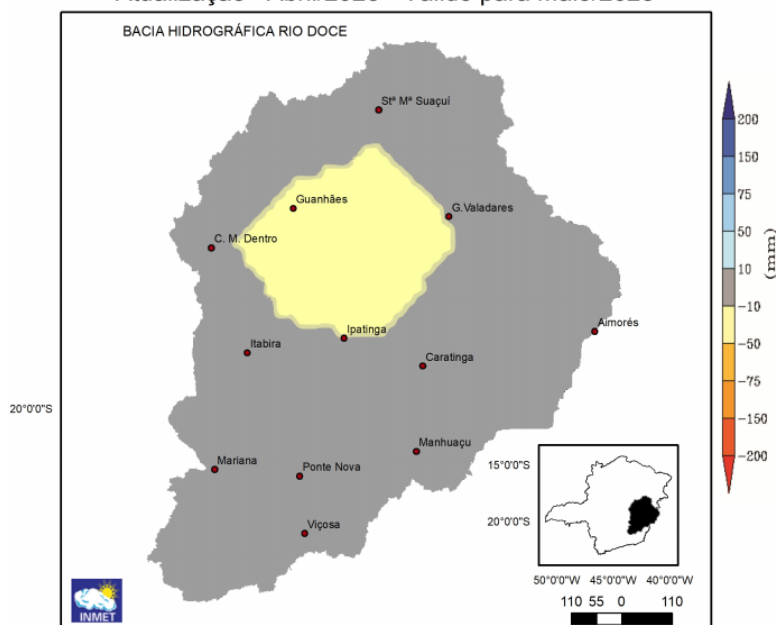 BACIA HIDROGRÁFICA RIO DOCE
Stª Mª Suaçuí
Guanhães
G.Valadares
C. M. Dentro
Ipatinga
Aimorés
Itabira
Caratinga
20°0'0"S
Manhuaçu
Mariana
Ponte Nova
Viçosa
200
150
75
50
10
-10
-50
-75
-150
-200
(mm)
15°0'0"S
20°0'0"S
50°0'0"W 45°0'0"W 40°0'0"W
110 55 0 110
INMET